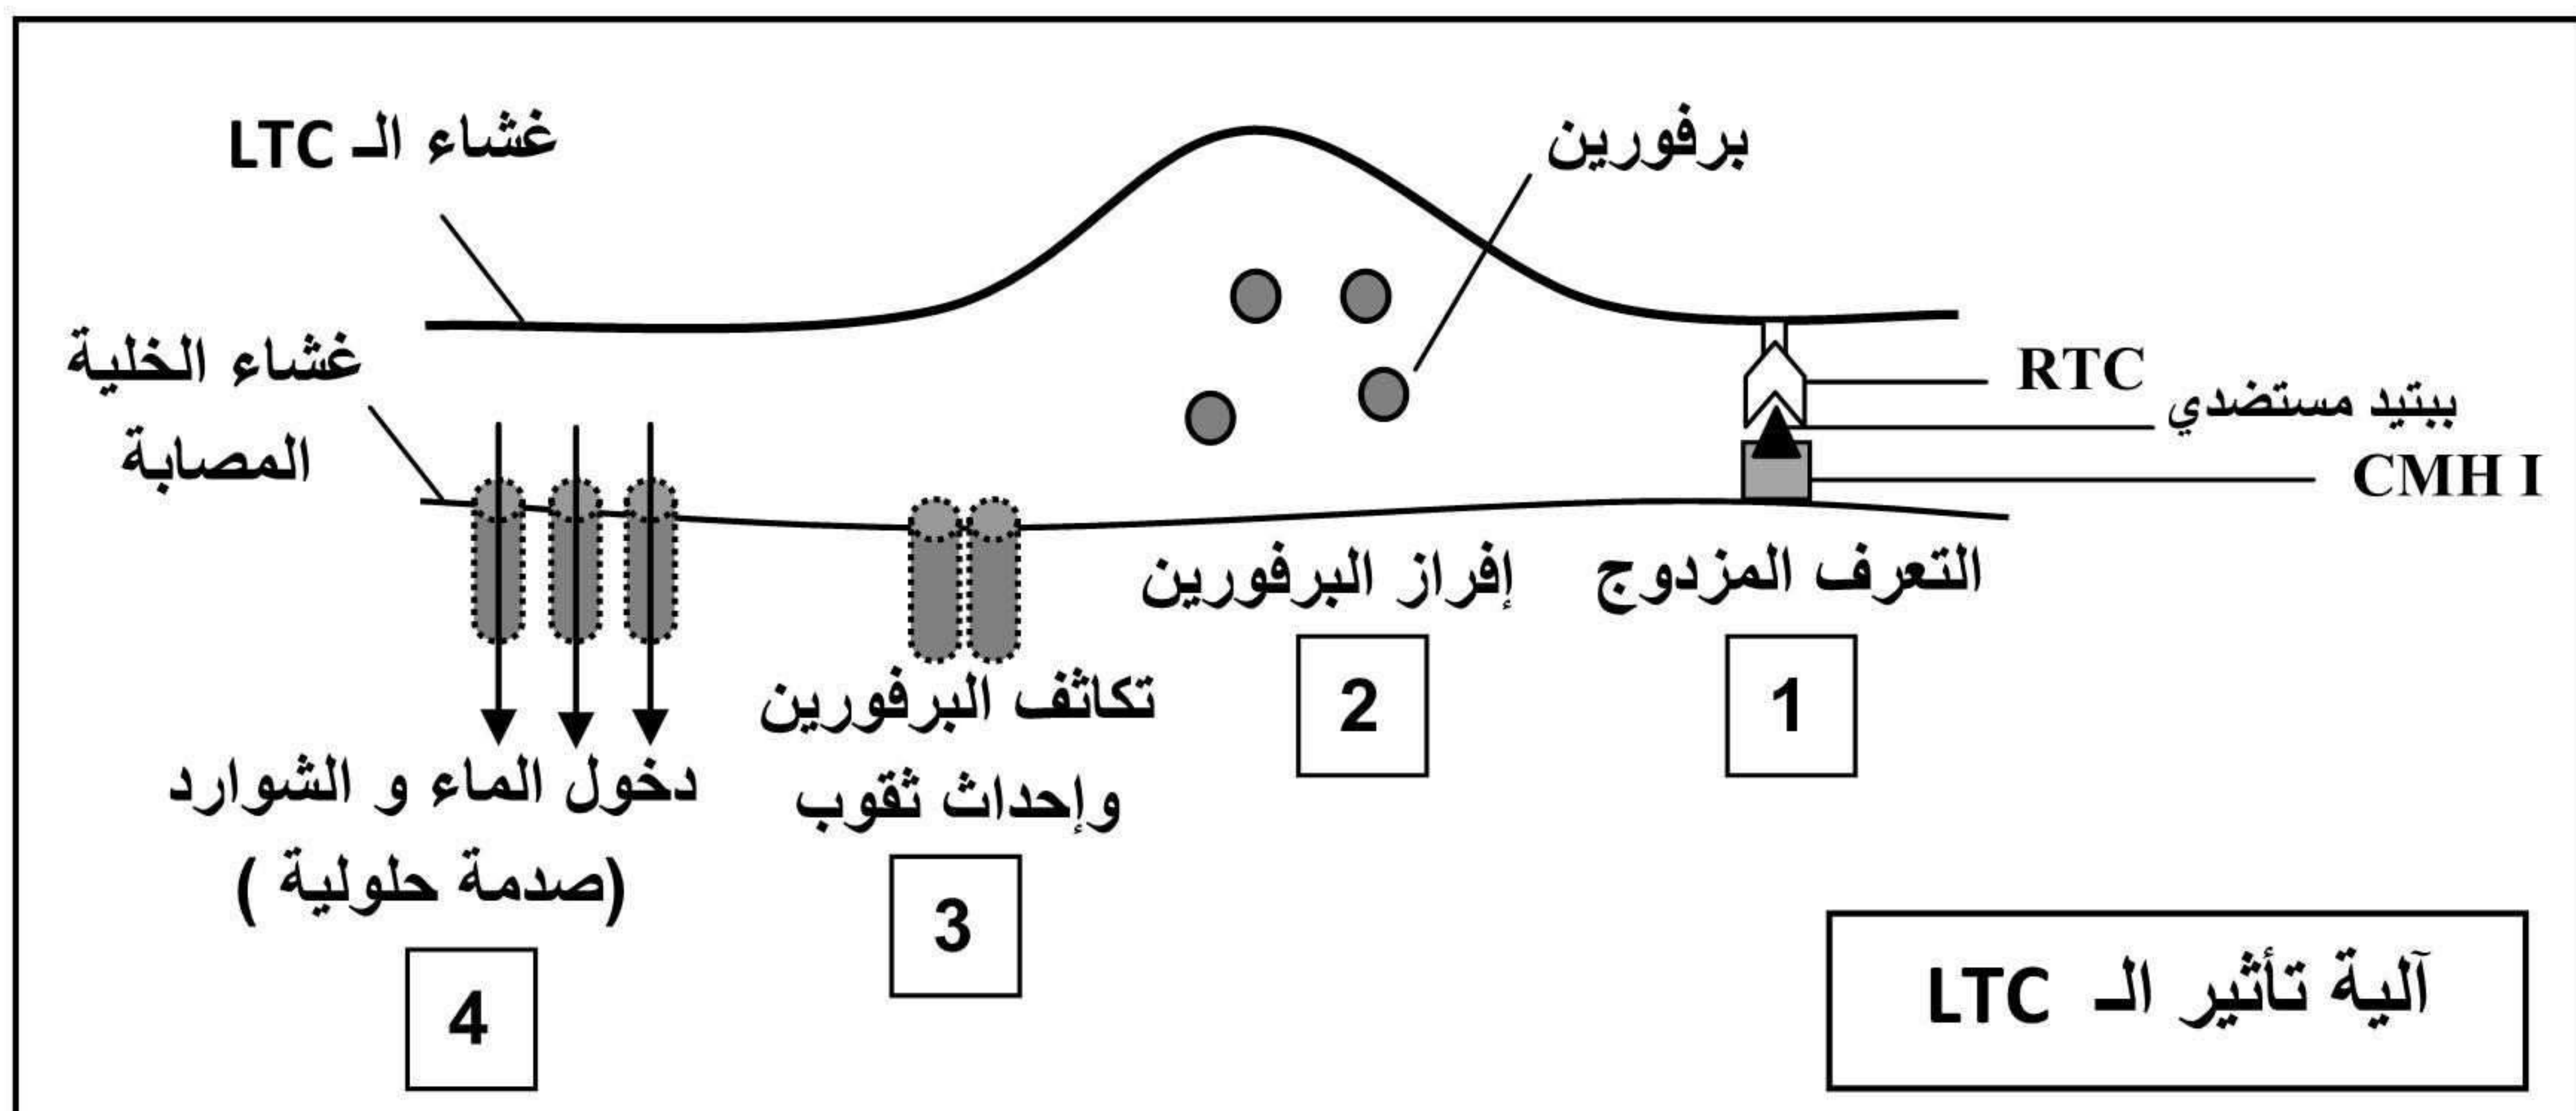 غشاء الـ LTC
برفورين
غشاء الخلية
المصابة
RTC
ببتيد مستضدي
CMH I
التعرف المزدوج
1
إفراز البرفورين
2
تكاثف البرفورين
وإحداث ثقوب
3
دخول الماء و الشوارد
(صدمة حلولية )
4
آلية تأثير الـ LTC